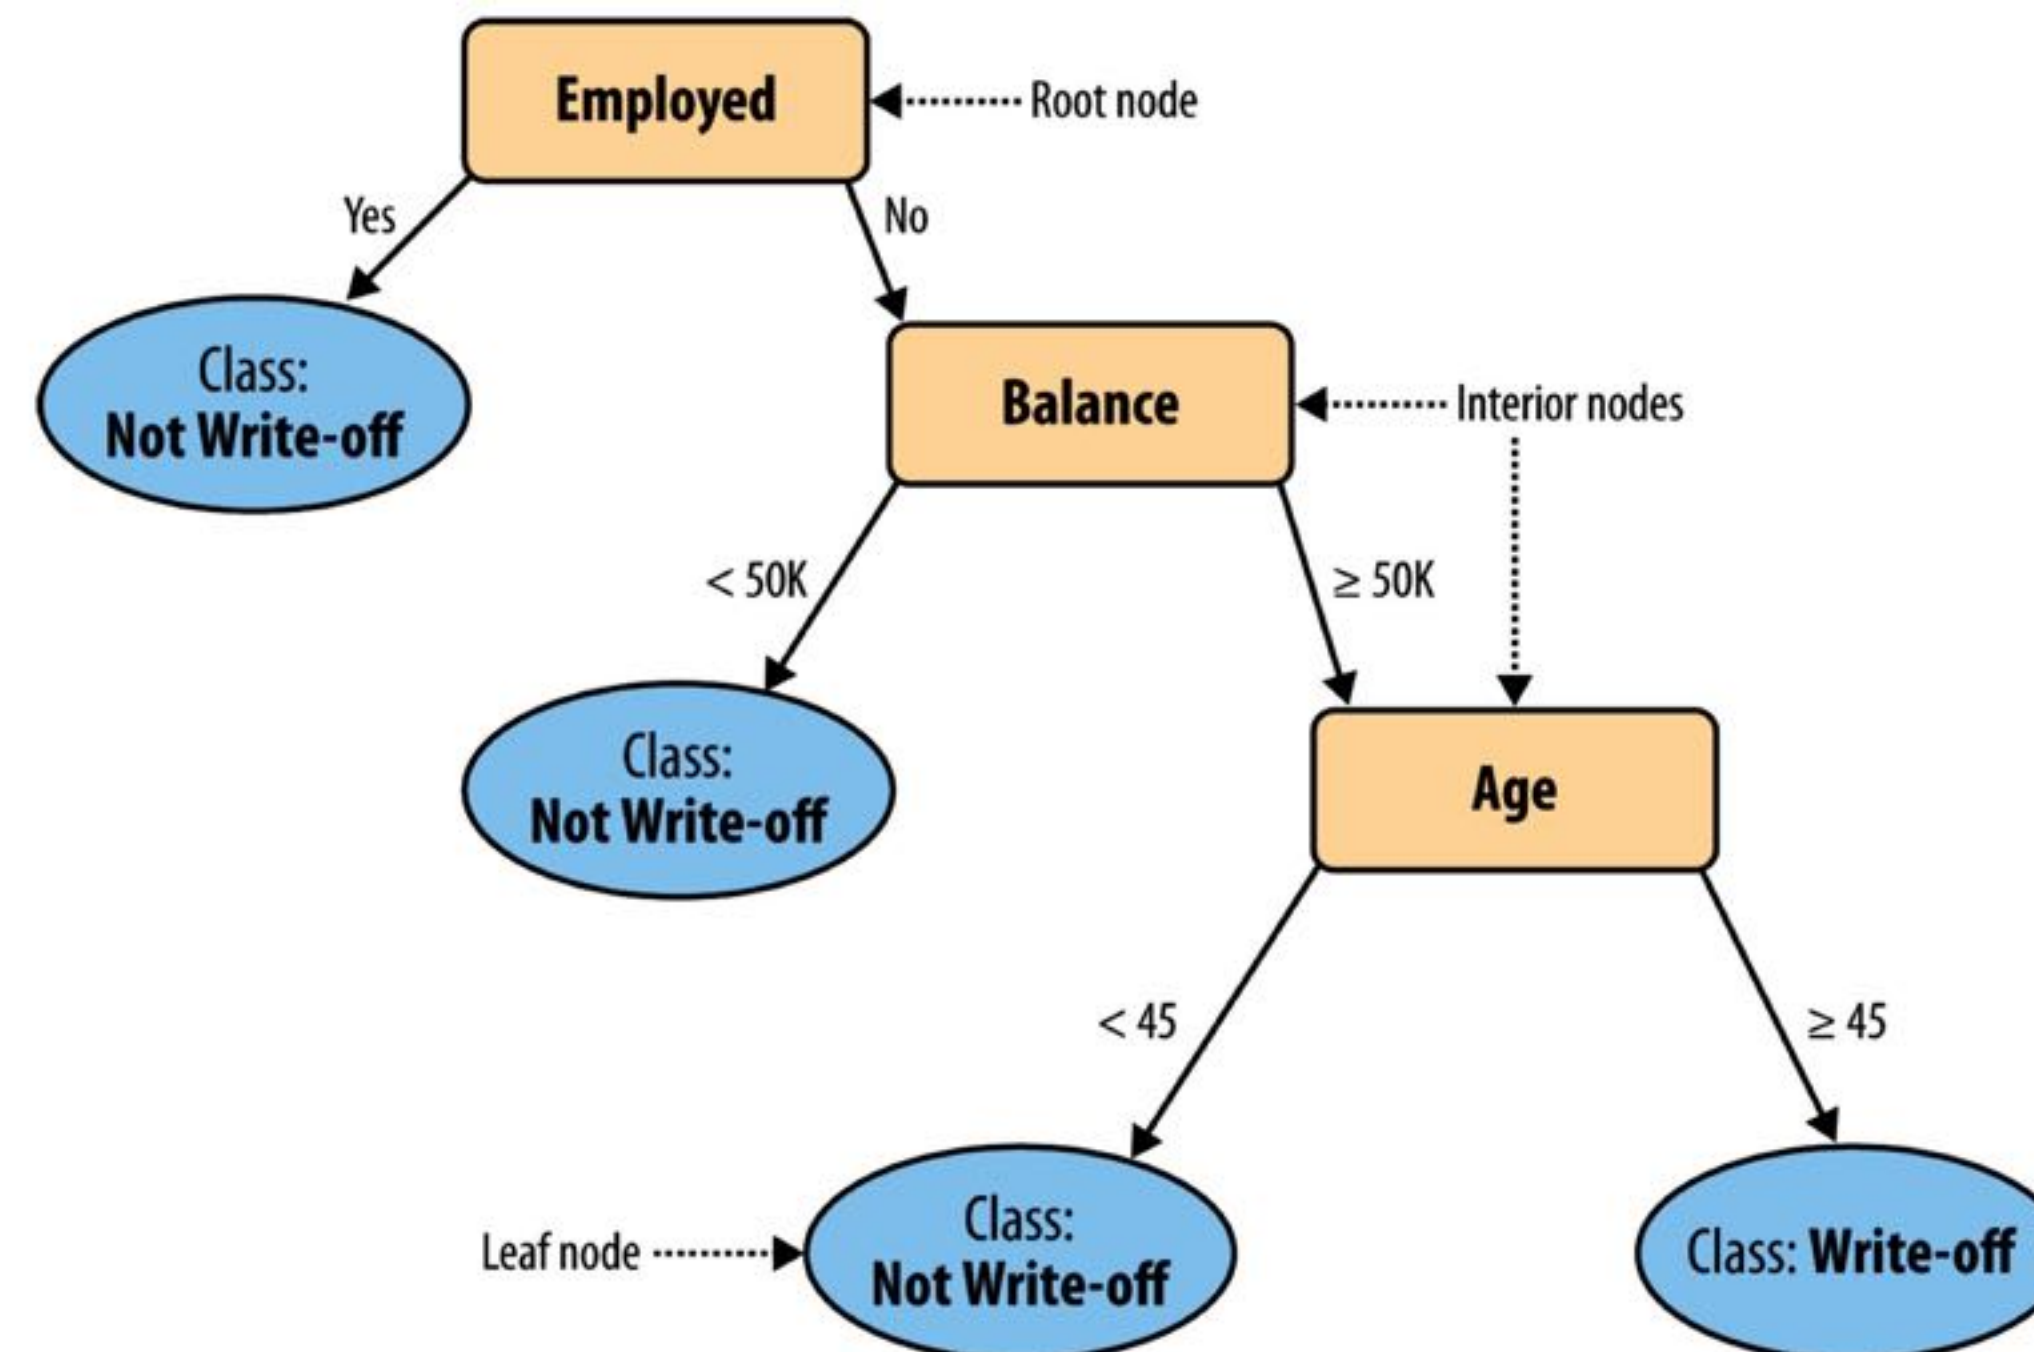 Employed
Root node
Yes
No
Class:
Not Write-off
Balance
Interior nodes
< 50K
≥ 50K
Class:
Not Write-off
Age
< 45
≥ 45
Leaf node
Class:
Not Write-off
Class: Write-off